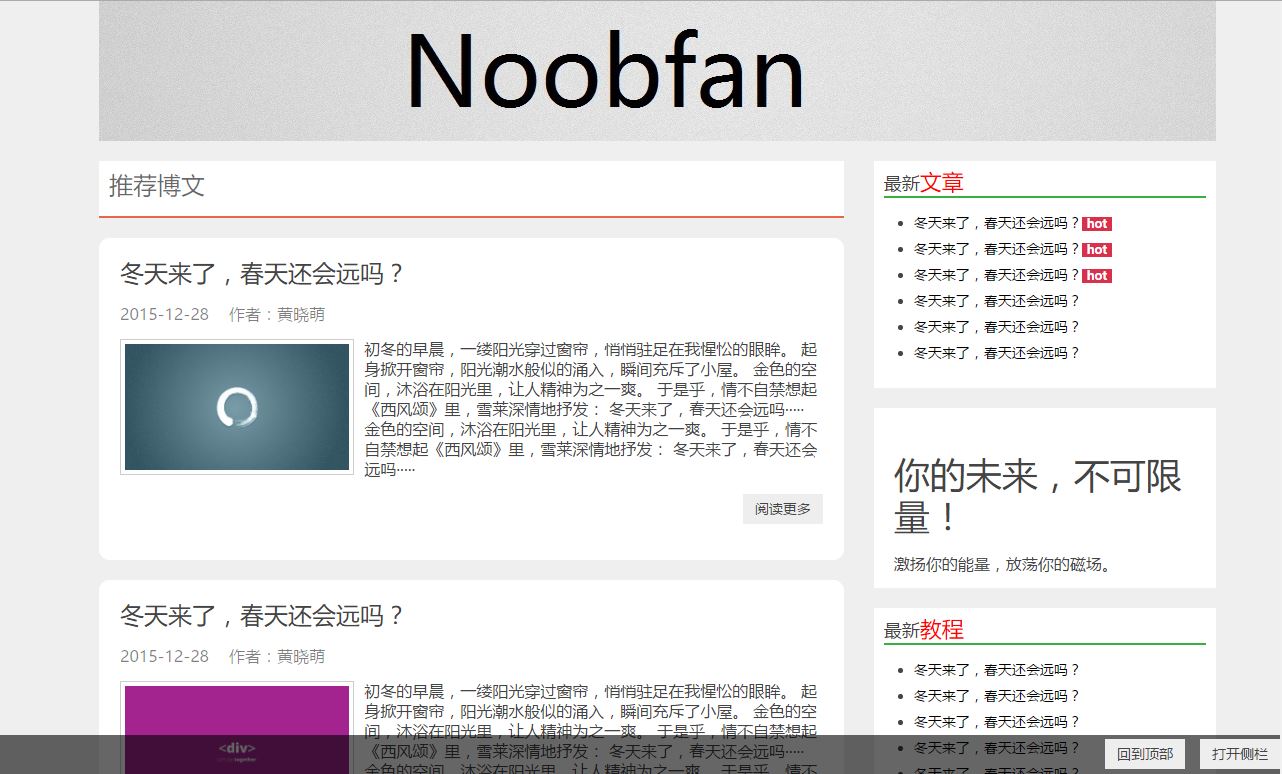 Noobfan
推荐博文
冬天来了，春天还会远吗？
2015-12-28 作者：黄晓萌
初冬的早晨，一缕阳光穿过窗帘，悄悄驻足在我惺忪的眼眸。 起
身掀开窗帘，阳光潮水般似的涌入，瞬间充斥了小屋。 金色的空
间，沐浴在阳光里，让人精神为之一爽。 于是乎，情不自禁想起
《西风颂》里，雪莱深情地抒发： 冬天来了，春天还会远吗·····
金色的空间，沐浴在阳光里，让人精神为之一爽。 于是乎，情不
自禁想起《西风颂》里，雪莱深情地抒发： 冬天来了，春天还会
远吗·····
阅读更多
冬天来了，春天还会远吗？
2015-12-28 作者：黄晓萌
<div>
together
初冬的早晨，一缕阳光穿过窗帘，悄悄驻足在我惺忪的眼眸。 起
身掀开窗帘，阳光潮水般似的涌入，瞬间充斥了小屋。 金色的空
间，沐浴在阳光里，让人精神为之一爽。 于是乎，情不自禁想起
《西风颂》里，雪莱深情地抒发： 冬天来了，春天还会远吗·····
金色的空间，沐浴在阳光里，让人精神为之一爽。 于是乎，情不
最新文章
冬天来了，春天还会远吗？ hot
冬天来了，春天还会远吗？ hot
冬天来了，春天还会远吗？ hot
冬天来了，春天还会远吗？
冬天来了，春天还会远吗？
冬天来了，春天还会远吗？
你的未来，不可限
量！
激扬你的能量，放荡你的磁场。
最新教程
冬天来了，春天还会远吗？
冬天来了，春天还会远吗？
冬天来了，春天还会远吗？
冬天来了，春天还会远吗？
冬天来了，春天还会远吗？
回到顶部
打开侧栏